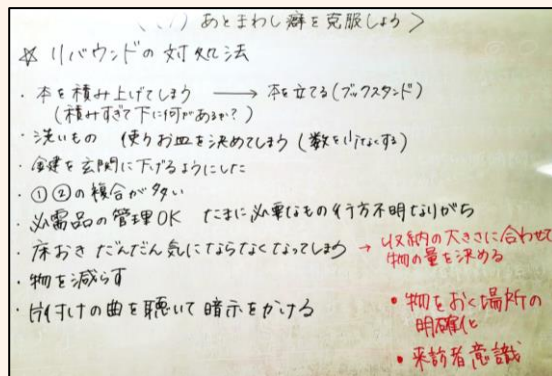 あとまわし癖を克服しよう >
☆ リバウンドの対処法
・本を積み上げてしまう → 本を立てる(ブックスタンド)
(積みすぎて下に何があるか?)
・洗いもの 使うお皿を決めてしまう (数を少なくする)
・鍵を玄関に下げるようにした
・①②の複合が多い
・必需品の管理OK たまに必要なもの行方不明なりがち
・床おき だんだん気にならなくなってしまう → 収納の大きさに合わせて
物の量を決める
・物を減らす
・片付けの曲を聴いて暗示をかける
• 物をおく場所の
明確化
• 来訪者意識